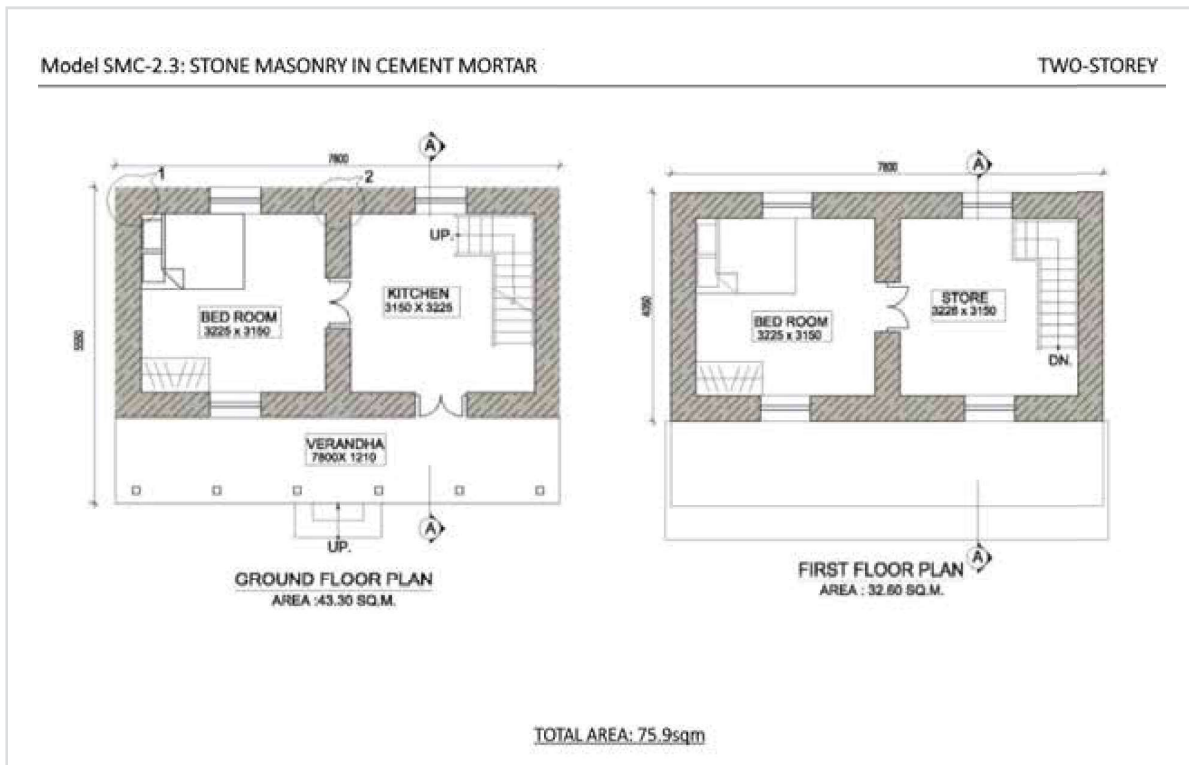 Model SMC-2.3: STONE MASONRY IN CEMENT MORTAR
TWO-STOREY
7800
A
1
2
UP.
KITCHEN
3150 X 3225
BED ROOM
3225 x 3150
VERANDHA
7800X 1210
UP.
A
GROUND FLOOR PLAN
AREA :43.30 SQ.M.
7800
A
BED ROOM
3225 x 3150
STORE
3225 x 3150
DN.
A
FIRST FLOOR PLAN
AREA : 32.60 SQ.M.
TOTAL AREA: 75.9sqm